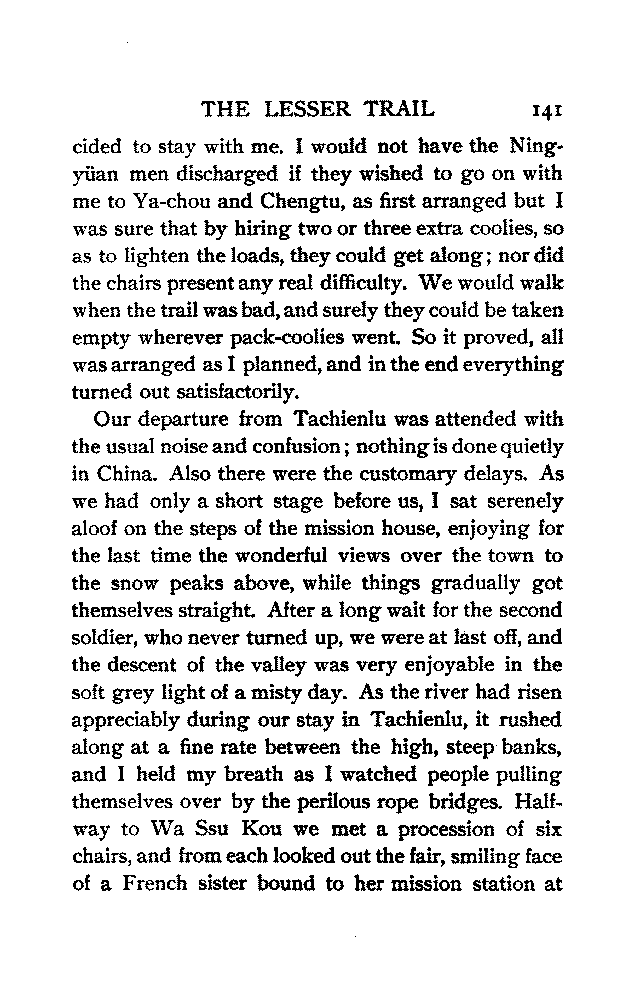 THE LESSER TRAIL 141
cided to stay with me. I would not have the Ning-
yüan men discharged if they wished to go on with
me to Ya-chou and Chengtu, as first arranged but I
was sure that by hiring two or three extra coolies, so
as to lighten the loads, they could get along; nor did
the chairs present any real difficulty. We would walk
when the trail was bad, and surely they could be taken
empty wherever pack-coolies went. So it proved, all
was arranged as I planned, and in the end everything
turned out satisfactorily.
Our departure from Tachienlu was attended with
the usual noise and confusion; nothing is done quietly
in China. Also there were the customary delays. As
we had only a short stage before us, I sat serenely
aloof on the steps of the mission house, enjoying for
the last time the wonderful views over the town to
the snow peaks above, while things gradually got
themselves straight. After a long wait for the second
soldier, who never turned up, we were at last off, and
the descent of the valley was very enjoyable in the
soft grey light of a misty day. As the river had risen
appreciably during our stay in Tachienlu, it rushed
along at a fine rate between the high, steep banks,
and I held my breath as I watched people pulling
themselves over by the perilous rope bridges. Half-
way to Wa Ssu Kou we met a procession of six
chairs, and from each looked out the fair, smiling face
of a French sister bound to her mission station at